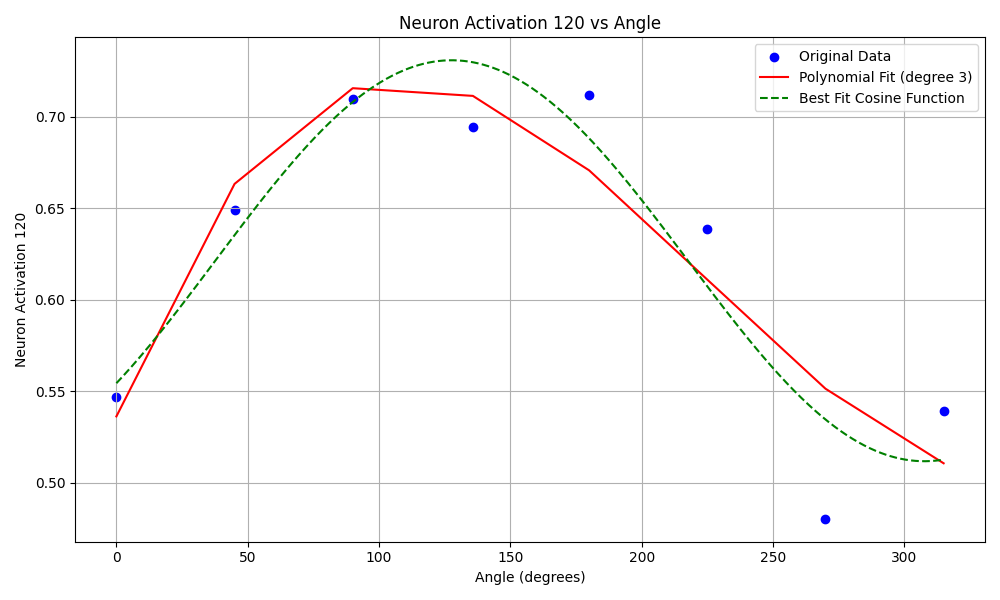 Neuron Activation 120 vs Angle
Original Data
Polynomial Fit (degree 3)
Best Fit Cosine Function
Neuron Activation 120
0.70
0.65
0.60
0.55
0.50
0
50
100
150
200
250
300
Angle (degrees)